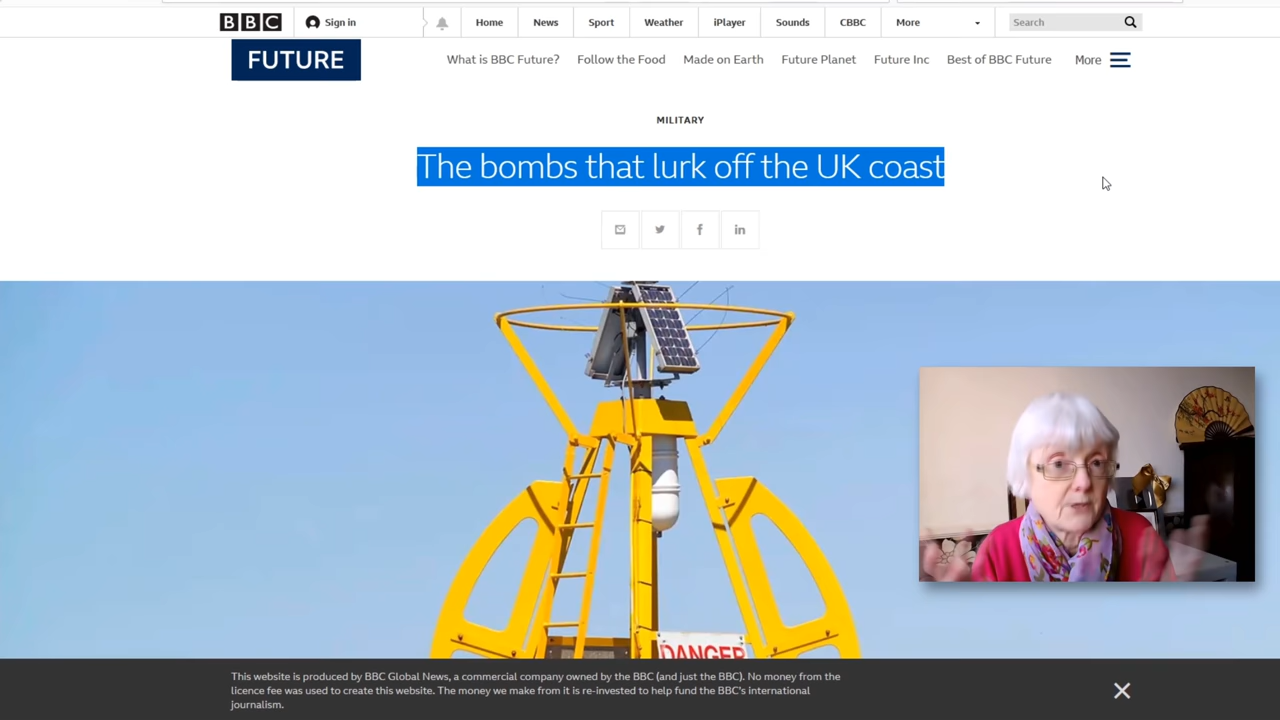 BBC Sign in Home News Sport Weather iPlayer Sounds CBBC More Search
FUTURE What is BBC Future? Follow the Food Made on Earth Future Planet Future Inc Best of BBC Future More
MILITARY
The bombs that lurk off the UK coast
DANGER
This website is produced by BBC Global News, a commercial company owned by the BBC (and just the BBC). No money from the
licence fee was used to create this website. The money we make from it is re-invested to help fund the BBC's international
journalism.